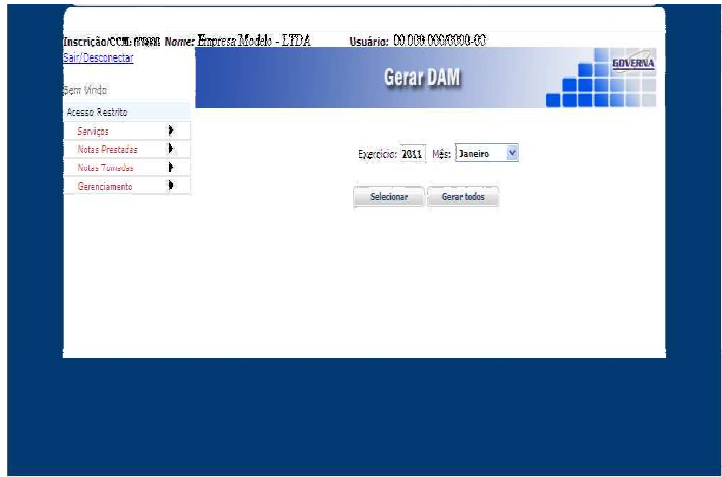 Inscrição/CCM: Nome: Empresa Modelo - LTDA Usuário: 00.000.000/0000-00
Sair/Desconectar
GOVERNA
Gerar DAM
Bem Vindo
Acesso Restrito
Serviços
Notas Prestadas
Notas Tomadas
Gerenciamento
Exercício: 2011 Mês: Janeiro
Selecionar Gerar todos